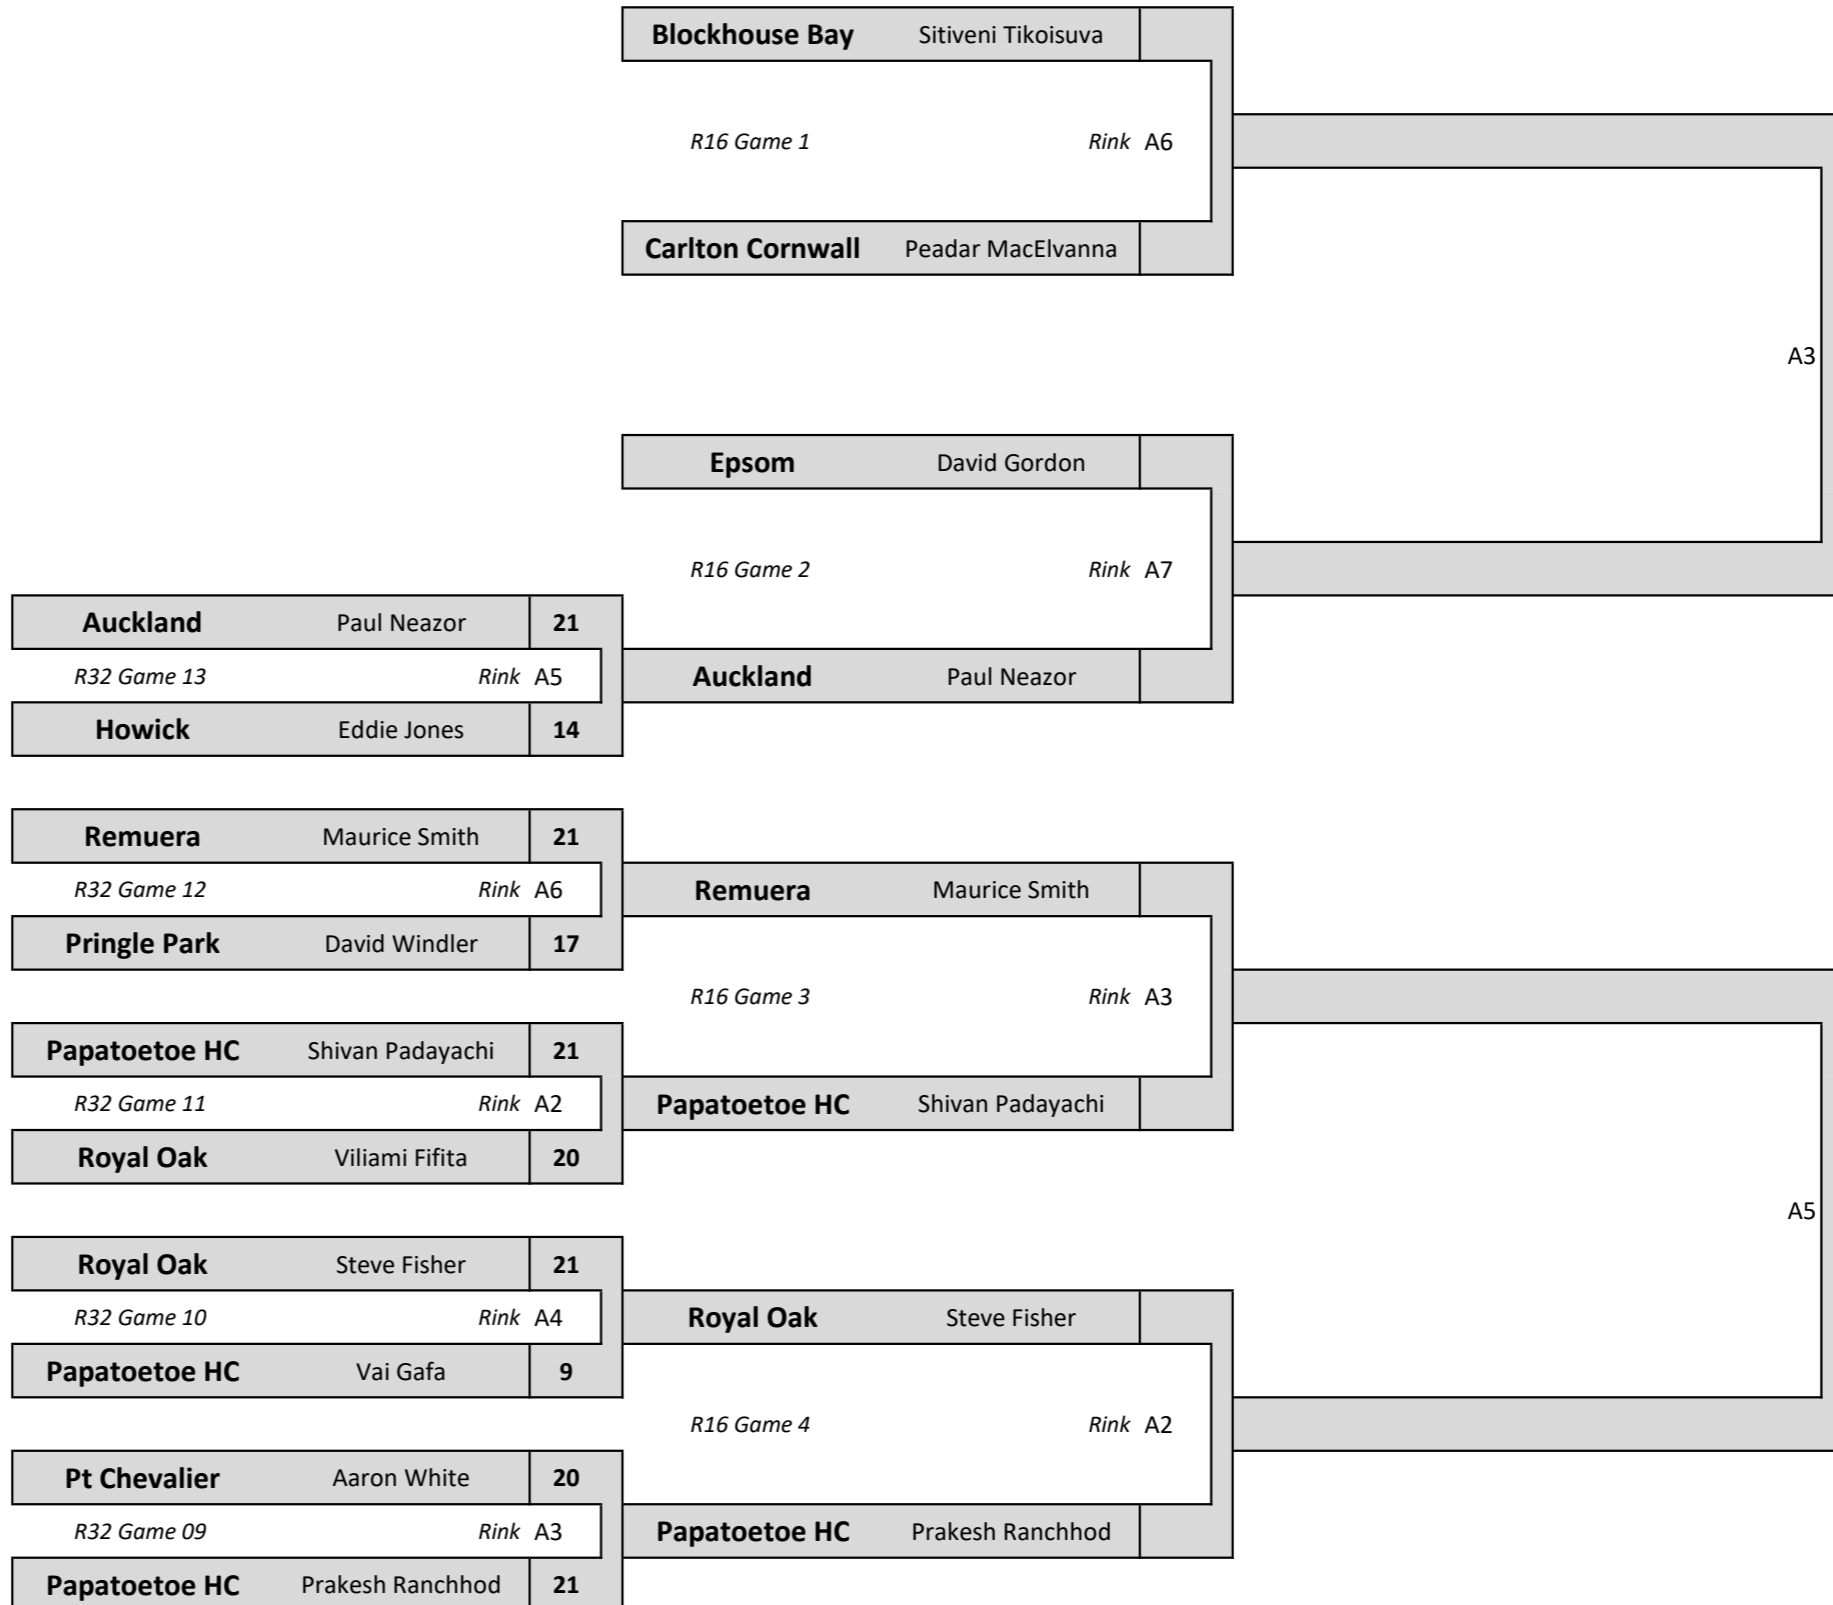 Blockhouse Bay Sitiveni Tikoisuva
R16 Game 1 Rink A6
Carlton Cornwall Peadar MacElvanna
A3
Epsom David Gordon
R16 Game 2 Rink A7
Auckland Paul Neazor 21
R32 Game 13 Rink A5
Auckland Paul Neazor
Howick Eddie Jones 14
Remuera Maurice Smith 21
R32 Game 12 Rink A6
Remuera Maurice Smith
Pringle Park David Windler 17
R16 Game 3 Rink A3
Papatoetoe HC Shivan Padayachi 21
R32 Game 11 Rink A2
Papatoetoe HC Shivan Padayachi
Royal Oak Viliami Fifita 20
A5
Royal Oak Steve Fisher 21
R32 Game 10 Rink A4
Royal Oak Steve Fisher
Papatoetoe HC Vai Gafa 9
R16 Game 4 Rink A2
Pt Chevalier Aaron White 20
R32 Game 09 Rink A3
Papatoetoe HC Prakesh Ranchhod
Papatoetoe HC Prakesh Ranchhod 21